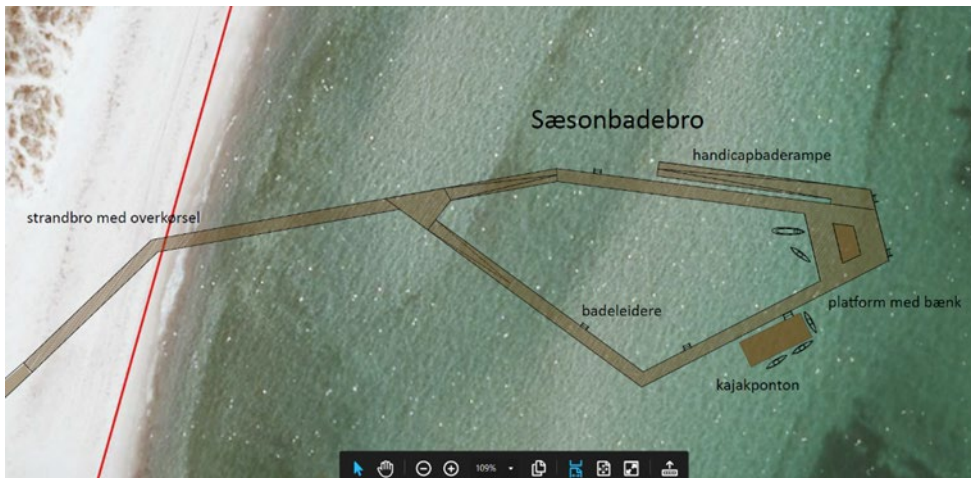 Sæsonbadebro
handicapbaderampe
strandbro med overkørsel
platform med bænk
badeleidere
kajakponton
109%